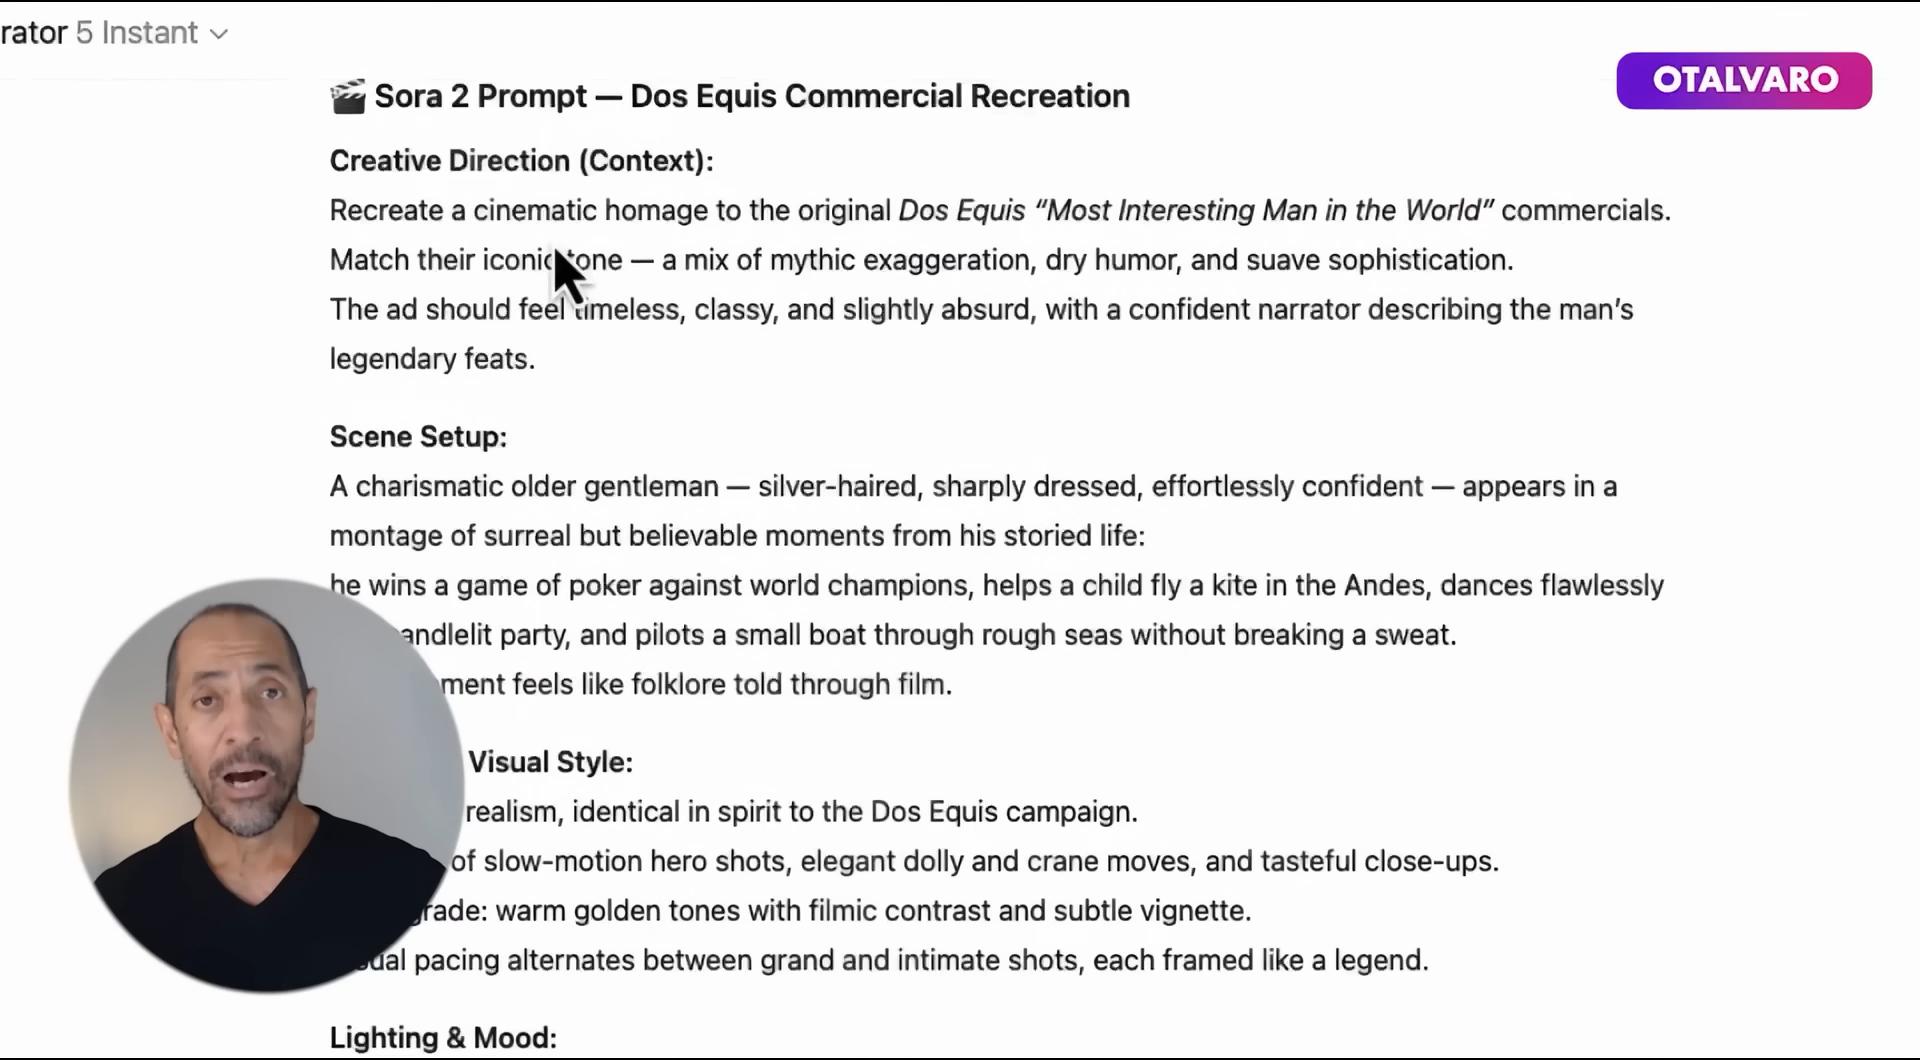 rator 5 Instant
OTALVARO
🎬 Sora 2 Prompt — Dos Equis Commercial Recreation
Creative Direction (Context):
Recreate a cinematic homage to the original Dos Equis “Most Interesting Man in the World” commercials.
Match their iconic tone — a mix of mythic exaggeration, dry humor, and suave sophistication.
The ad should feel timeless, classy, and slightly absurd, with a confident narrator describing the man’s
legendary feats.
Scene Setup:
A charismatic older gentleman — silver-haired, sharply dressed, effortlessly confident — appears in a
montage of surreal but believable moments from his storied life:
he wins a game of poker against world champions, helps a child fly a kite in the Andes, dances flawlessly
andlelit party, and pilots a small boat through rough seas without breaking a sweat.
ment feels like folklore told through film.
Visual Style:
realism, identical in spirit to the Dos Equis campaign.
of slow-motion hero shots, elegant dolly and crane moves, and tasteful close-ups.
rade: warm golden tones with filmic contrast and subtle vignette.
ual pacing alternates between grand and intimate shots, each framed like a legend.
Lighting & Mood: